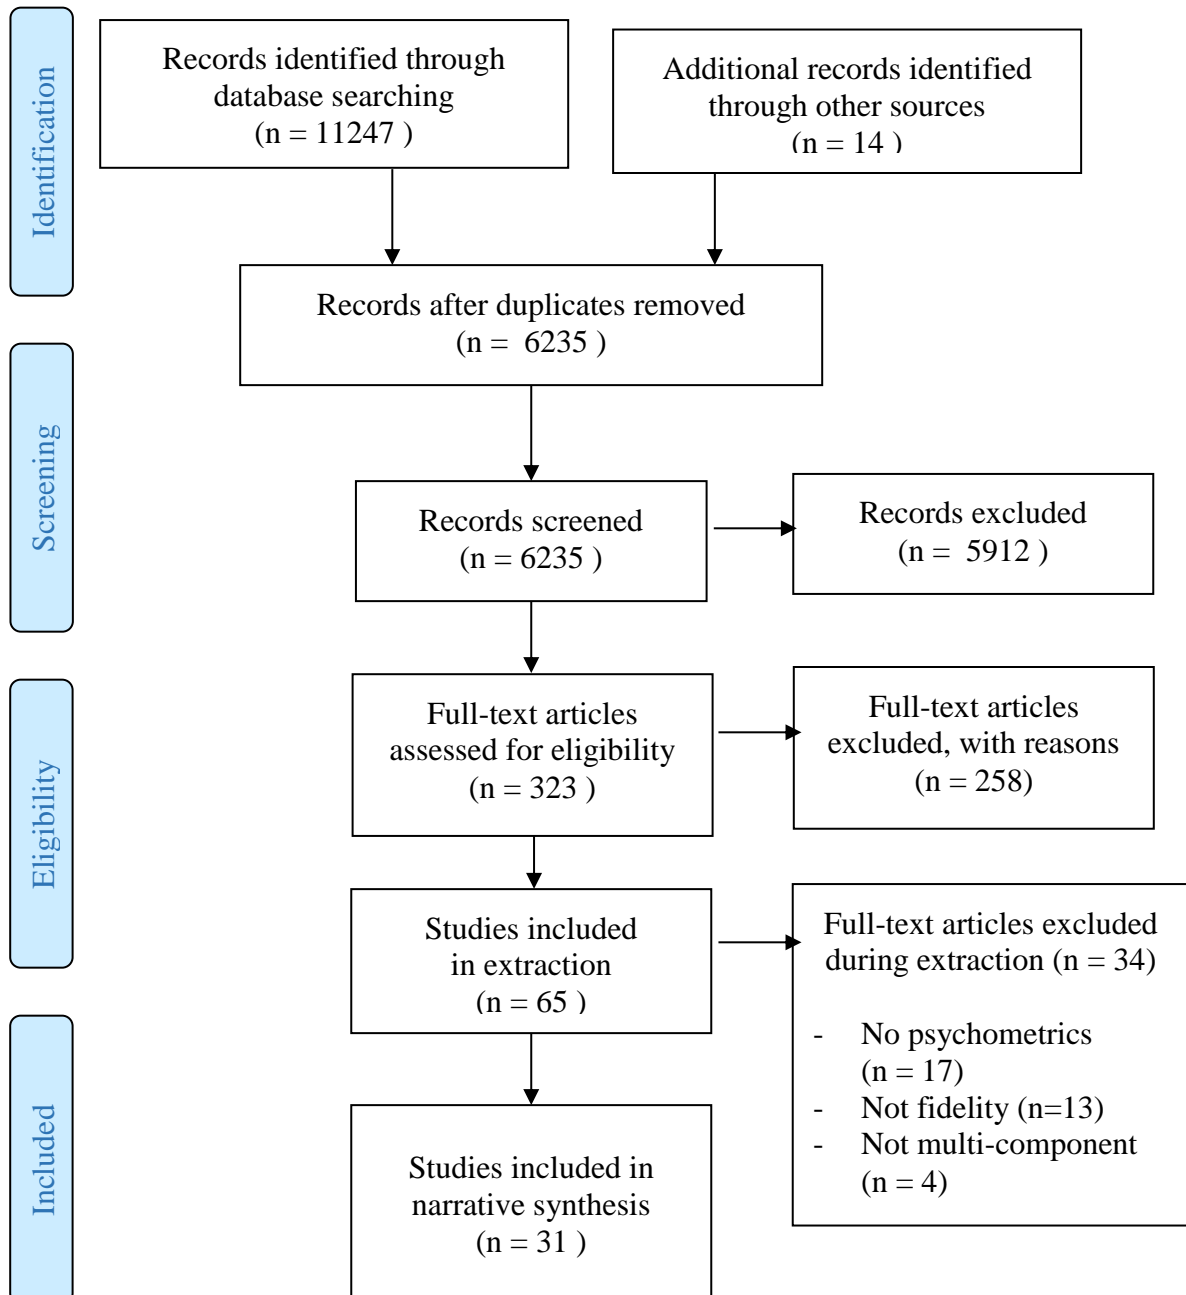 Identification
Records identified through
database searching
(n = 11247 )
Additional records identified
through other sources
(n = 14 )
Records after duplicates removed
(n =  6235 )
Screening
Records screened
(n = 6235 )
Records excluded
(n =  5912 )
Eligibility
Full-text articles
assessed for eligibility
(n = 323 )
Full-text articles
excluded, with reasons
(n = 258)
Studies included
in extraction
(n = 65 )
Full-text articles excluded
during extraction (n = 34)
- No psychometrics
(n = 17)
- Not fidelity (n=13)
- Not multi-component
(n = 4)
Included
Studies included in
narrative synthesis
(n = 31 )